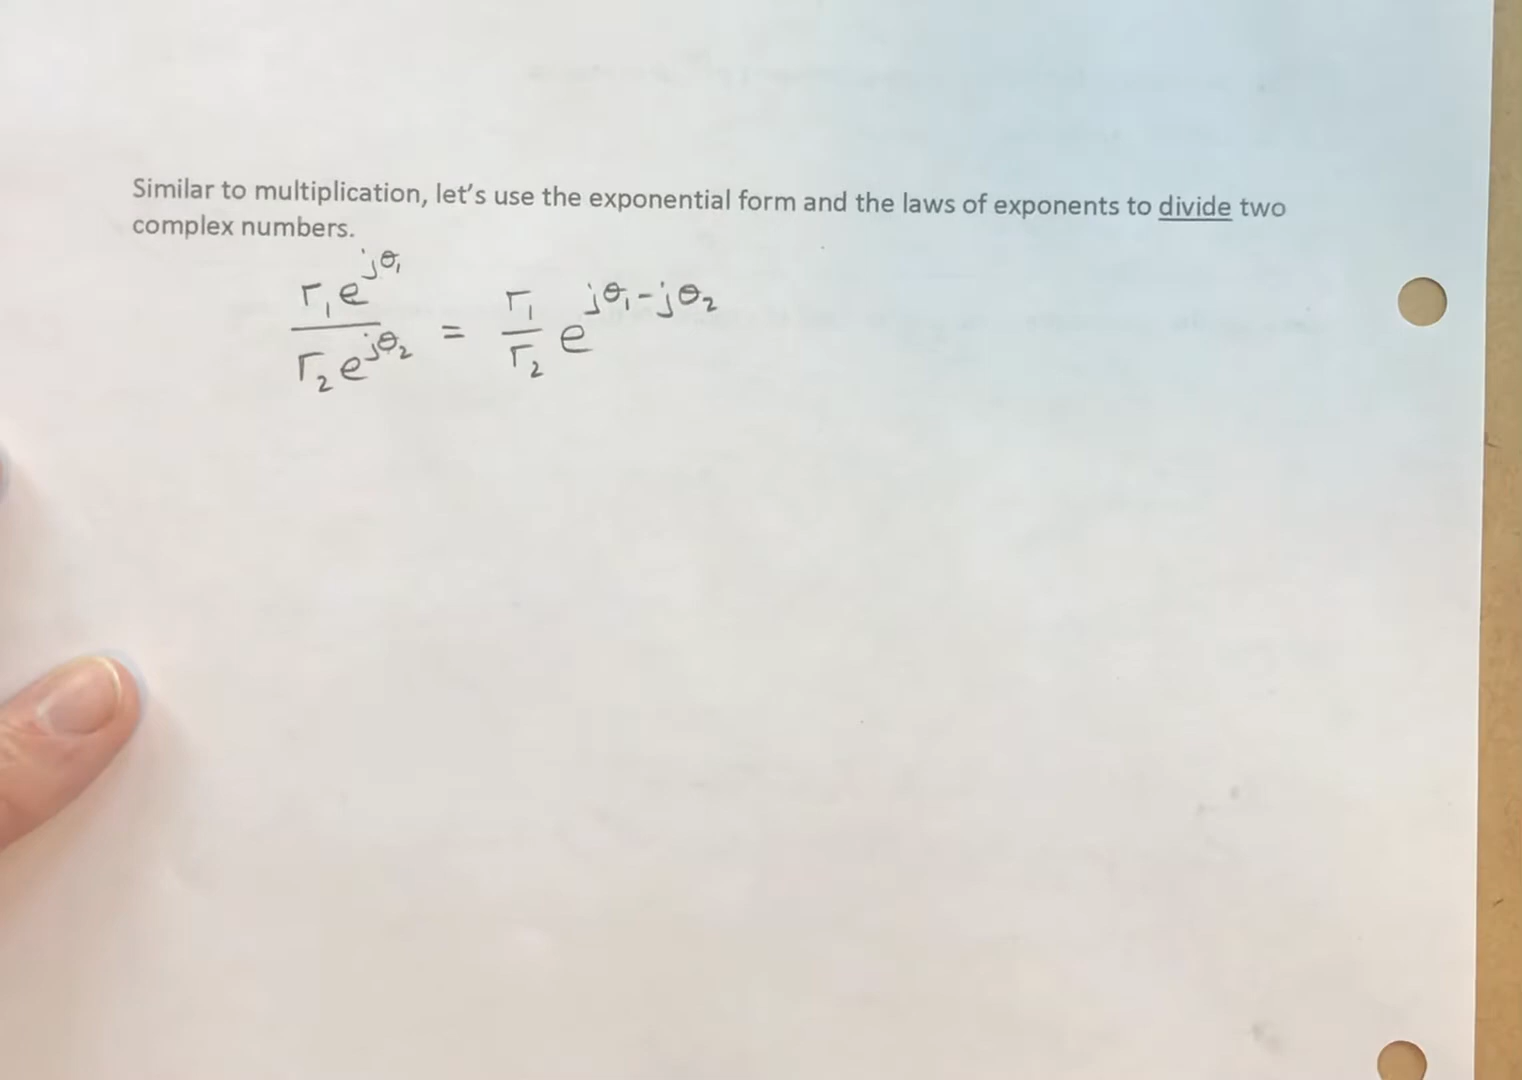 Similar to multiplication, let's use the exponential form and the laws of exponents to divide two
complex numbers.
r₁e^{jθ₁} / r₂e^{jθ₂} = r₁/r₂ e^{jθ₁-jθ₂}